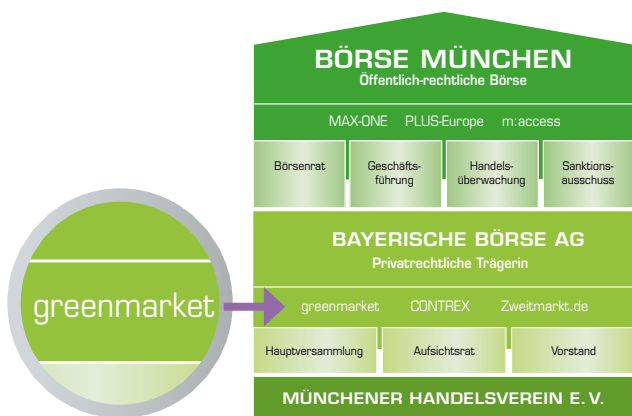 BÖRSE MÜNCHEN
Öffentlich-rechtliche Börse
MAX-ONE PLUS-Europe m:access
Börsenrat
Geschäfts-
führung
Handels-
überwachung
Sanktions-
ausschuss
BAYERISCHE BÖRSE AG
Privatrechtliche Trägerin
greenmarket
greenmarket CONTREX Zweitmarkt.de
Hauptversammlung
Aufsichtsrat
Vorstand
MÜNCHENER HANDELSVEREIN E. V.